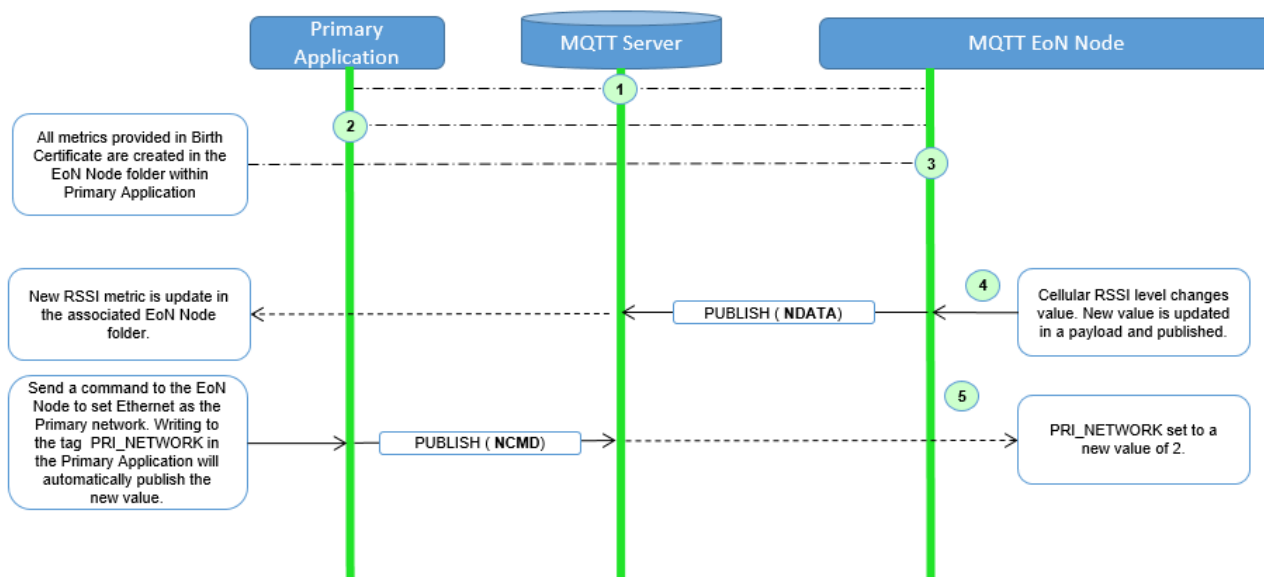 Primary
Application
MQTT Server
MQTT EoN Node
1
2
All metrics provided in Birth
Certificate are created in the
EoN Node folder within
Primary Application
3
4
New RSSI metric is update in
the associated EoN Node
folder.
PUBLISH ( NDATA)
Cellular RSSI level changes
value. New value is updated
in a payload and published.
Send a command to the EoN
Node to set Ethernet as the
Primary network. Writing to
the tag PRI_NETWORK in
the Primary Application will
automatically publish the
new value.
PUBLISH ( NCMD)
5
PRI_NETWORK set to a
new value of 2.